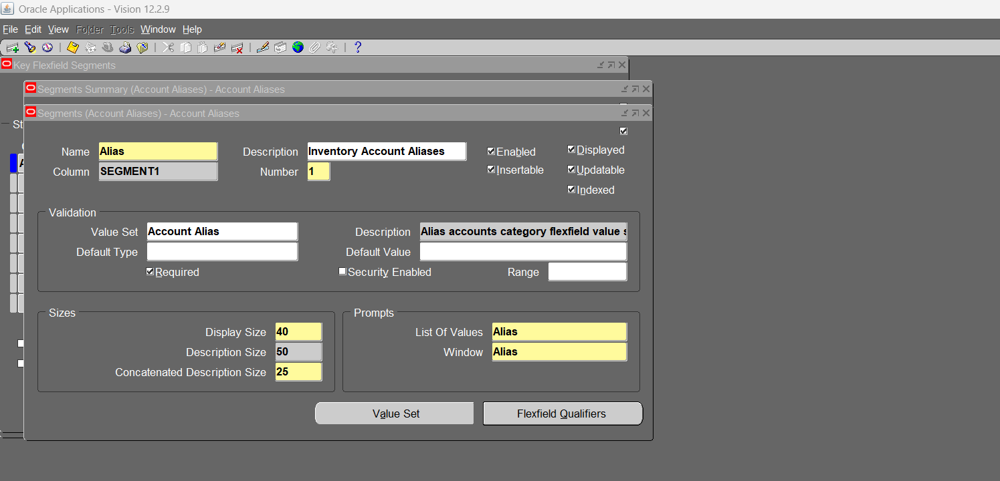 Oracle Applications - Vision 12.2.9
File Edit View Folder Tools Window Help
Key Flexfield Segments
Segments Summary (Account Aliases) - Account Aliases
Segments (Account Aliases) - Account Aliases
St
Name Alias Description Inventory Account Aliases Enabled Displayed
Column SEGMENT1 Number 1 Insertable Updatable
Indexed
Validation
Value Set Account Alias Description Alias accounts category flexfield value s
Default Type Default Value
Required Security Enabled Range
Sizes Prompts
Display Size 40 List Of Values Alias
Description Size 50 Window Alias
Concatenated Description Size 25
Value Set Flexfield Qualifiers